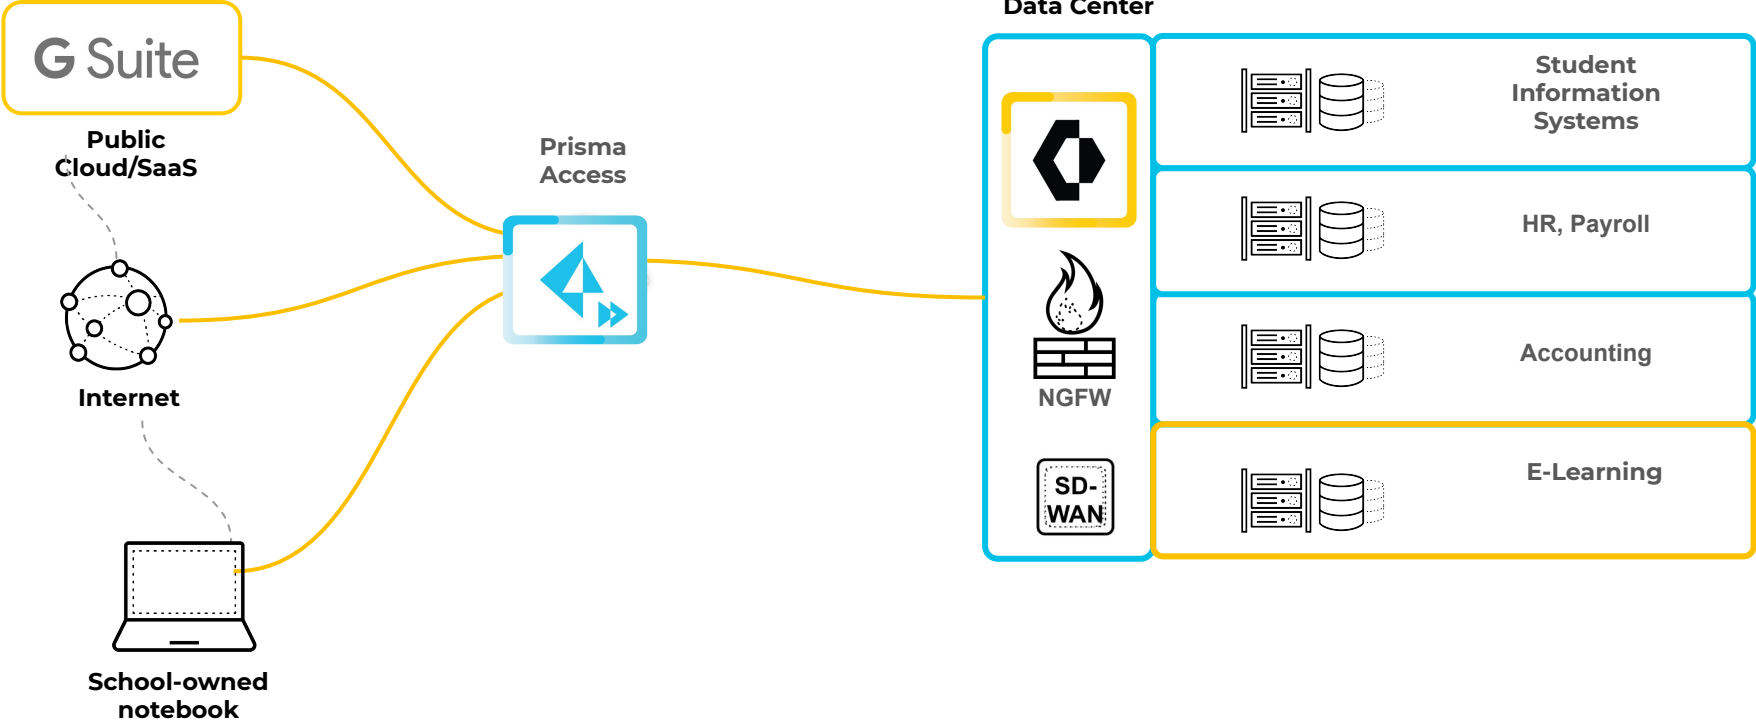 Data Center
G Suite
Public
Cloud/SaaS
Prisma
Access
Internet
School-owned
notebook
NGFW
SD-
WAN
Student
Information
Systems
HR, Payroll
Accounting
E-Learning